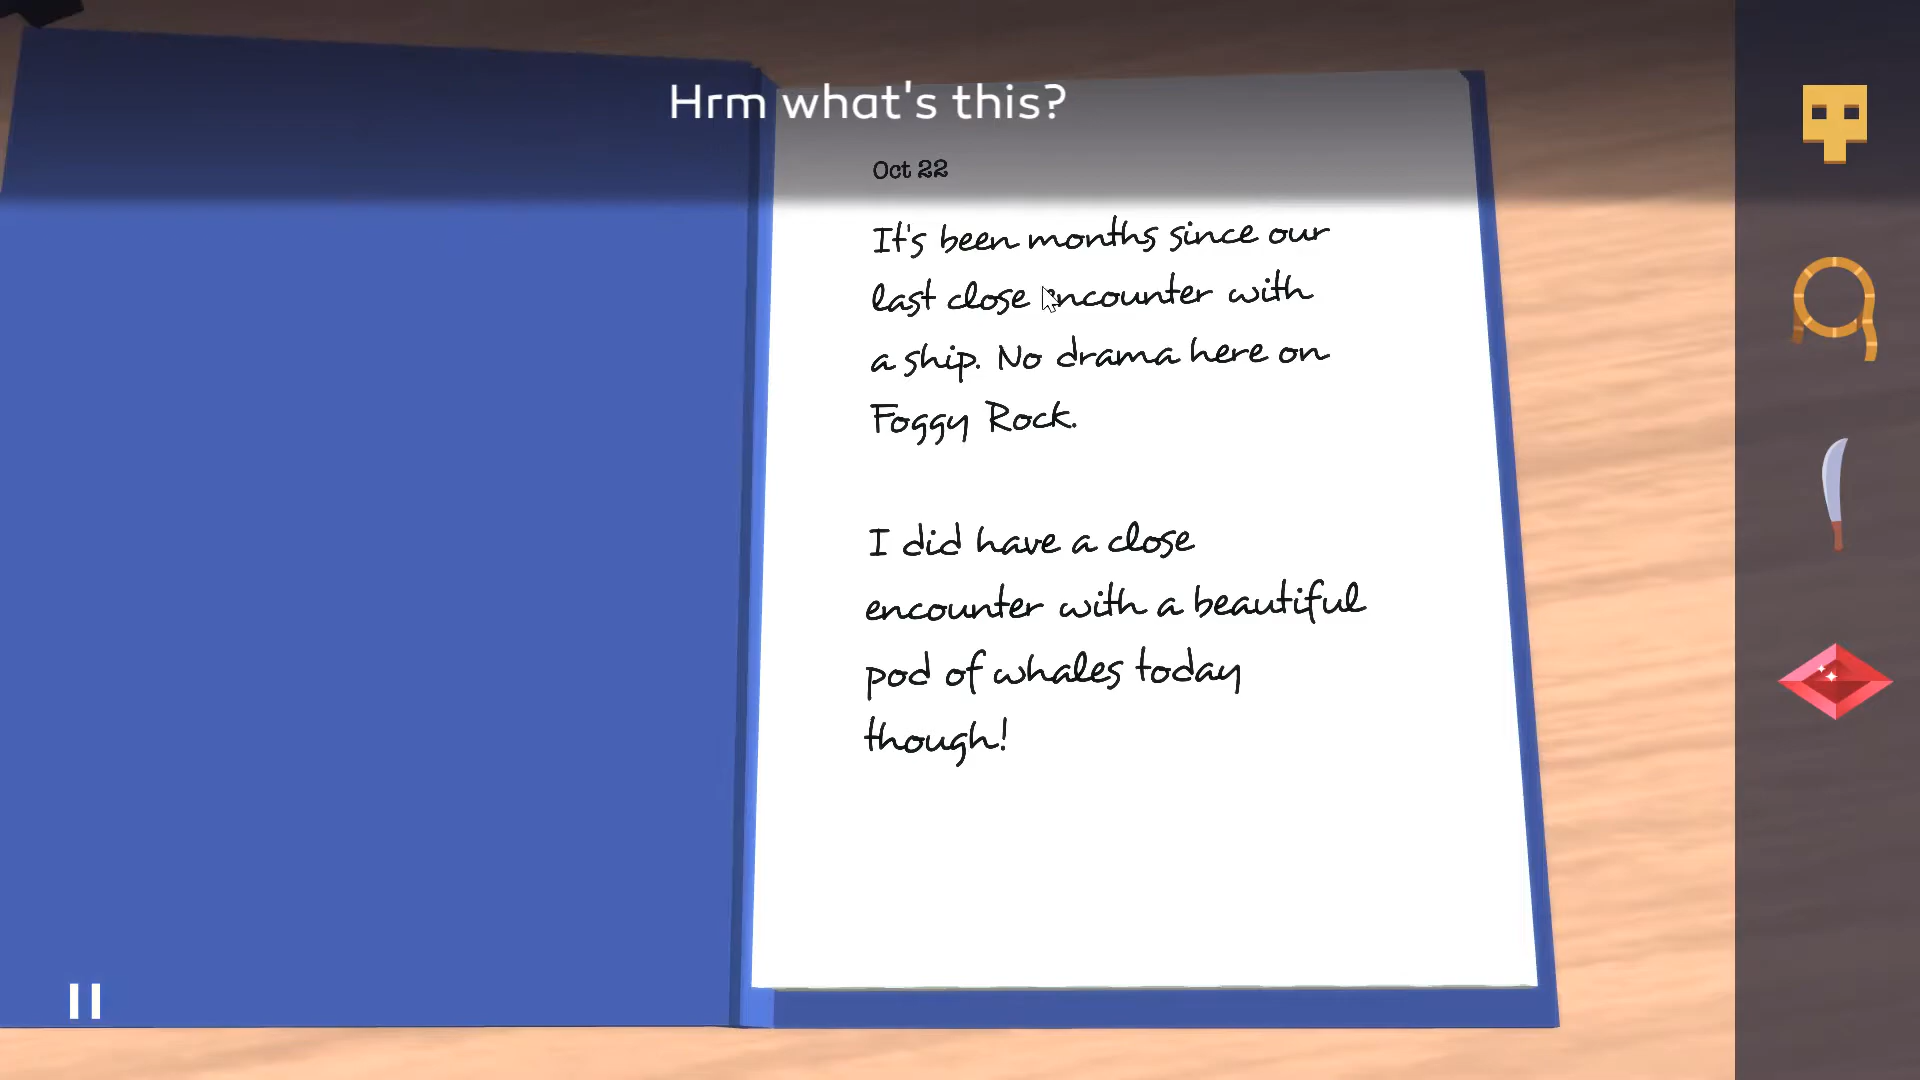 Hrm what's this?
Oct 22
It's been months since our
last close encounter with
a ship. No drama here on
Foggy Rock.
I did have a close
encounter with a beautiful
pod of whales today
though!